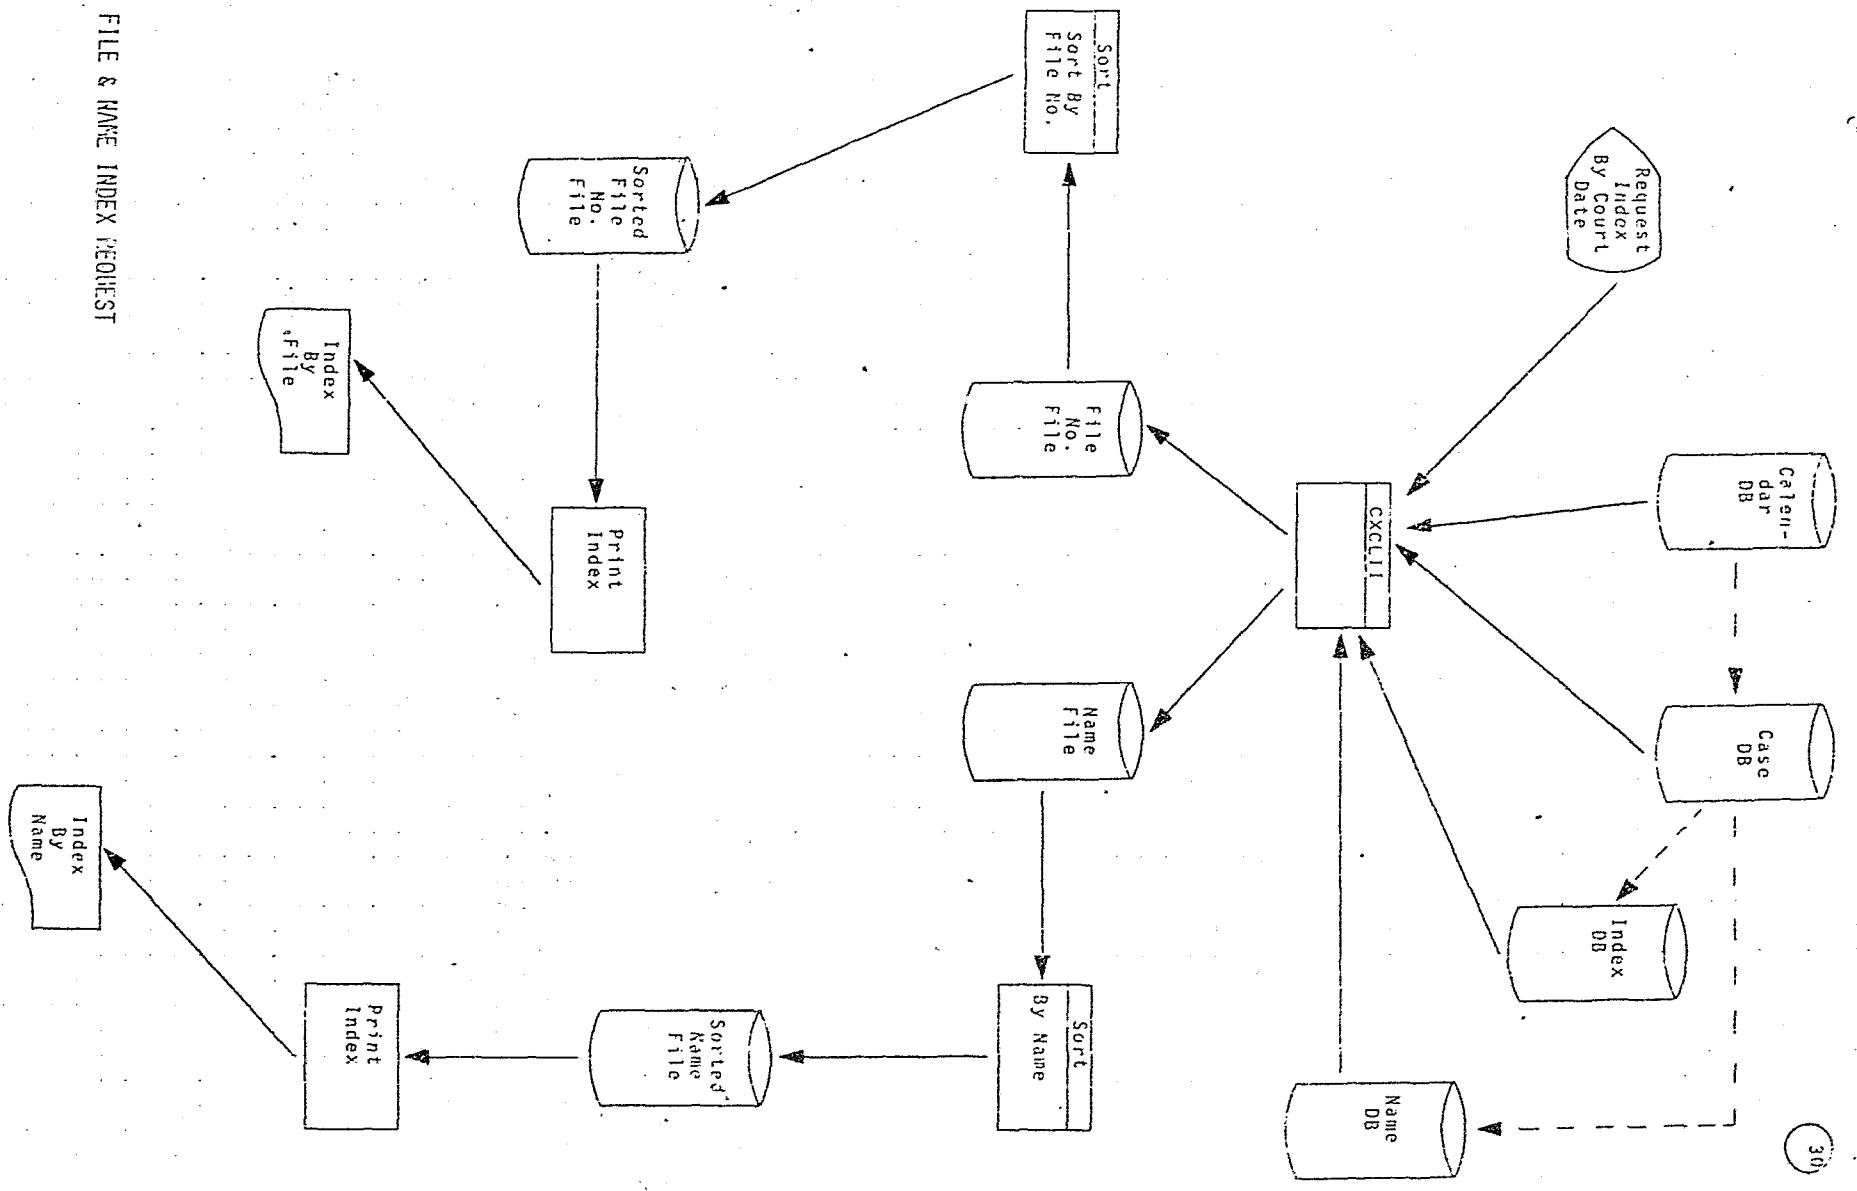 30
Calen-
dar
DB
Case
DB
Index
DB
Name
DB
Request
Index
By Court
Date
CXCLII
File
No.
File
Name
File
Sort
Sort By
File No.
Sort
By Name
Sorted
File
No.
File
Sorted
Name
File
Print
Index
Print
Index
Index
By
File
Index
By
Name
FILE & NAME INDEX REQUEST